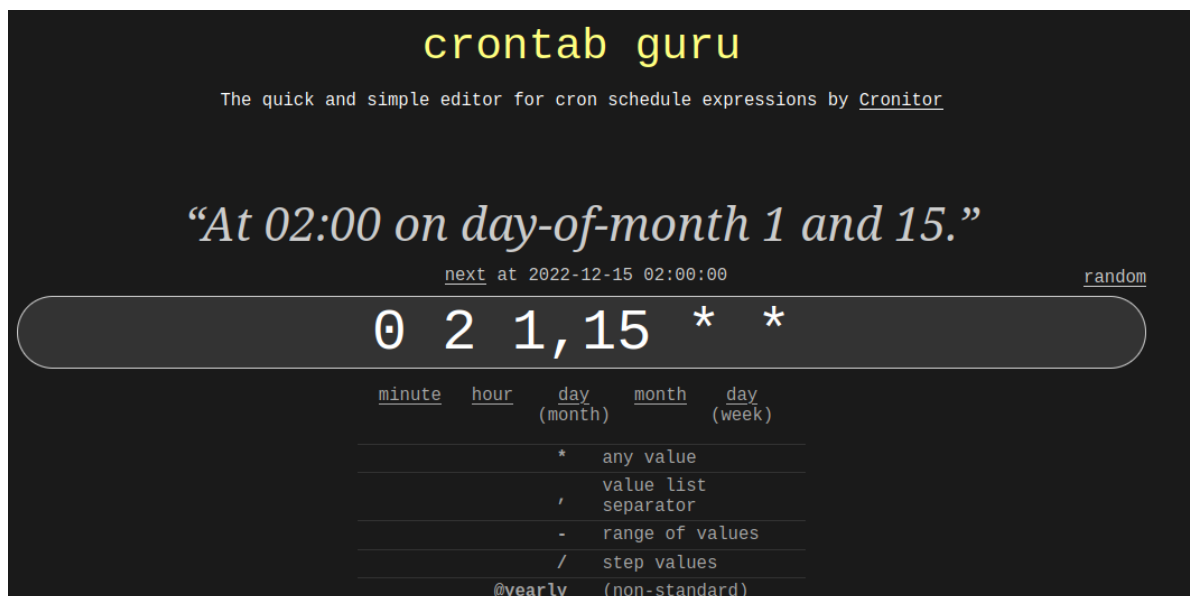 crontab guru
The quick and simple editor for cron schedule expressions by Cronitor
“At 02:00 on day-of-month 1 and 15.”
next at 2022-12-15 02:00:00
random
0 2 1,15 * *
minute hour day month day
(month) (week)
* any value
, value list
separator
- range of values
/ step values
@yearly (non-standard)